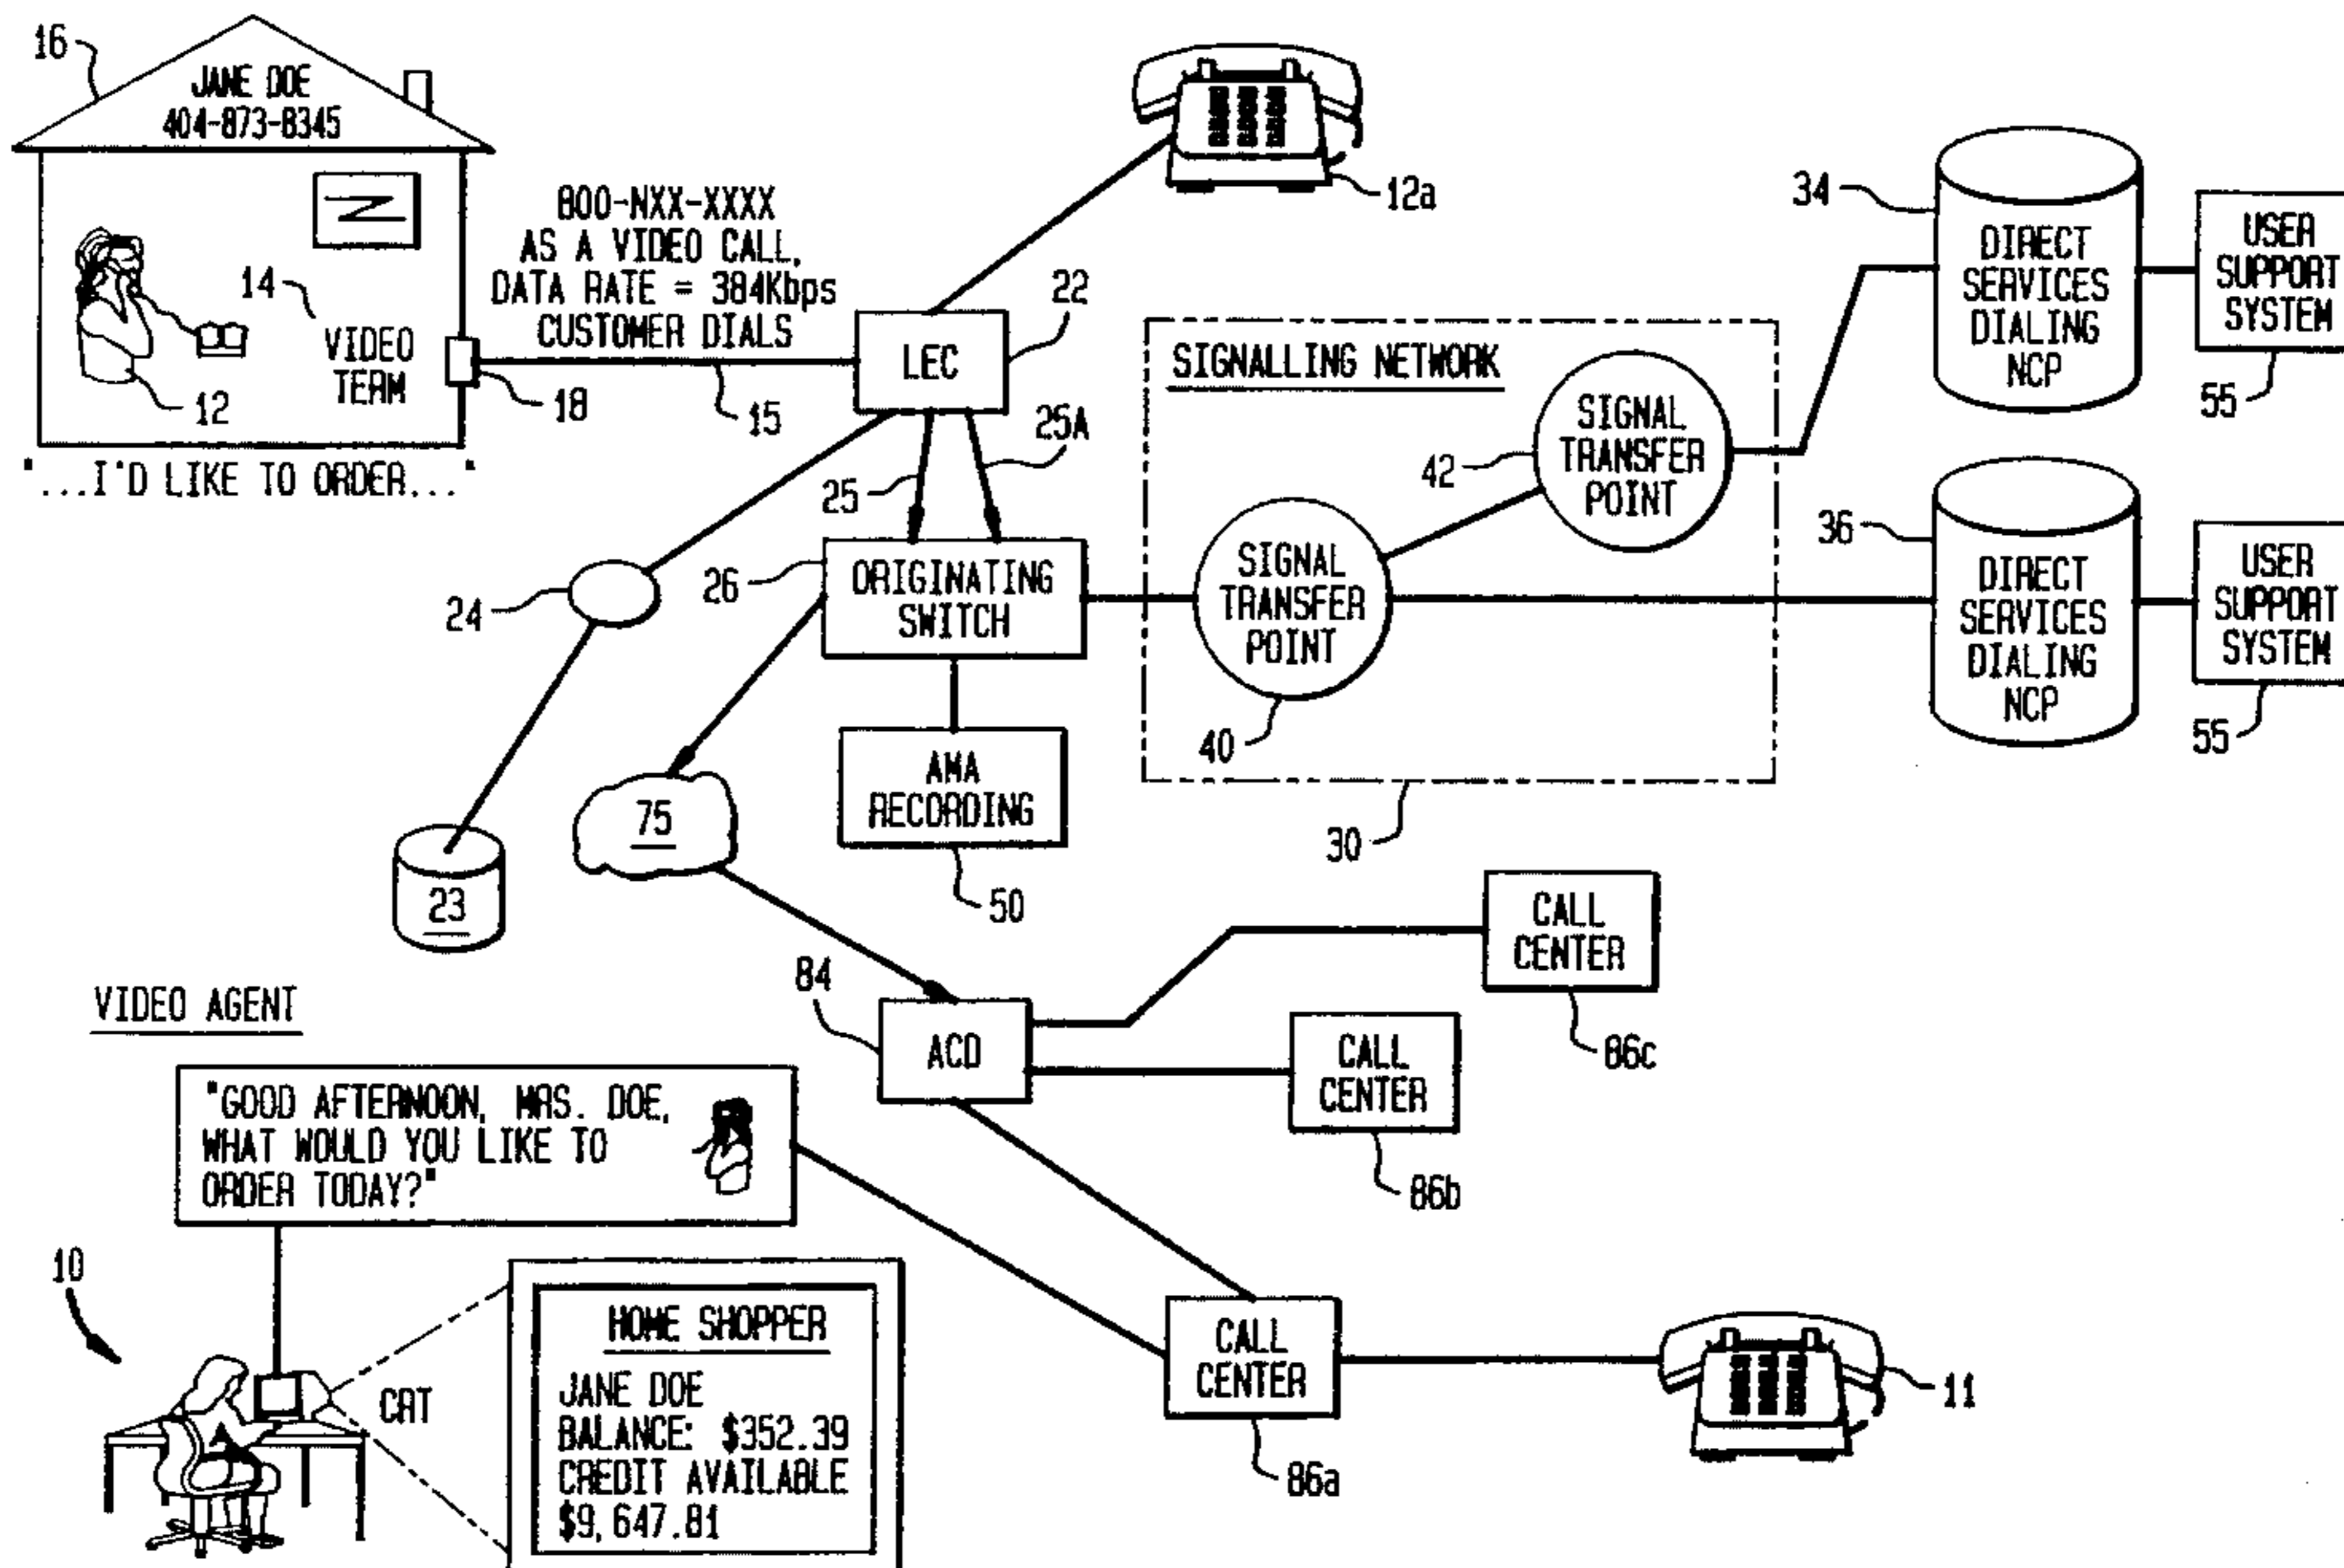 16
JANE DOE
404-873-8345
14
VIDEO
TERM
12
18
"...I'D LIKE TO ORDER..."
800-NXX-XXXX
AS A VIDEO CALL,
DATA RATE = 384Kbps
CUSTOMER DIALS
15
LEC
22
12a
25
25A
24
23
26
ORIGINATING
SWITCH
75
AMA
RECORDING
50
SIGNALLING NETWORK
SIGNAL
TRANSFER
POINT
42
SIGNAL
TRANSFER
POINT
40
30
34
DIRECT
SERVICES
DIALING
NCP
USER
SUPPORT
SYSTEM
55
36
DIRECT
SERVICES
DIALING
NCP
USER
SUPPORT
SYSTEM
55
84
ACD
CALL
CENTER
86c
CALL
CENTER
86b
CALL
CENTER
86a
11
VIDEO AGENT
"GOOD AFTERNOON, MRS. DOE,
WHAT WOULD YOU LIKE TO
ORDER TODAY?"
10
CRT
HOME SHOPPER
JANE DOE
BALANCE: $352.39
CREDIT AVAILABLE
$9,647.81